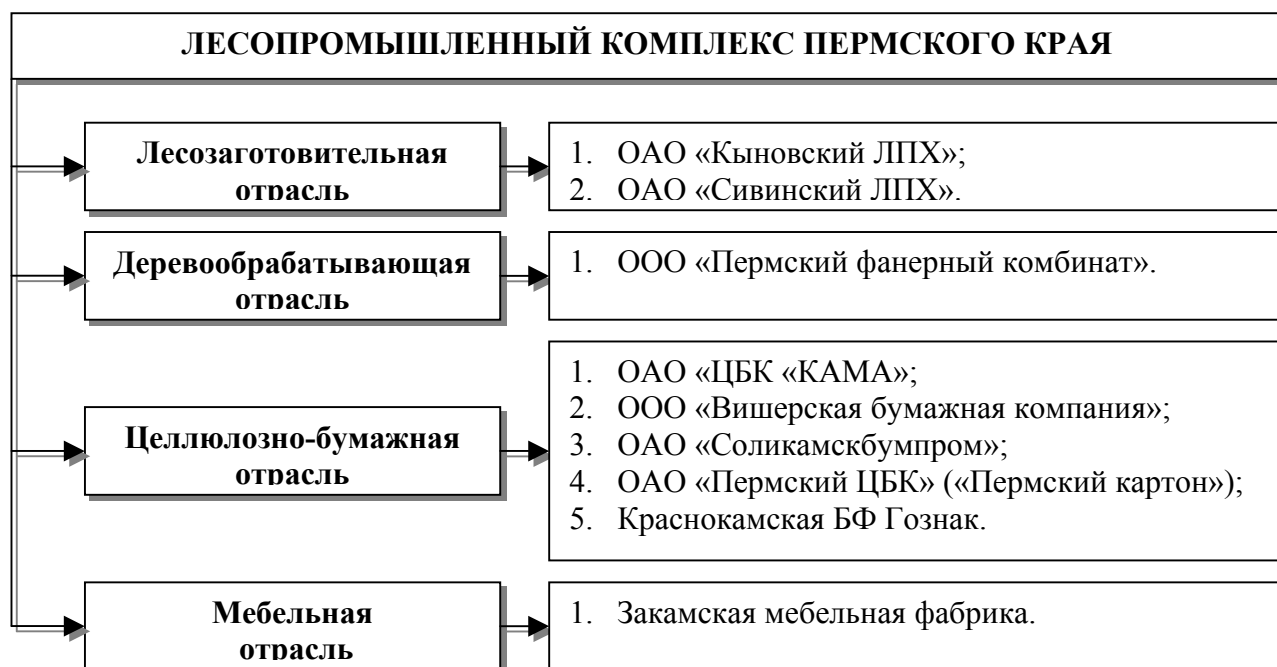 ЛЕСОПРОМЫШЛЕННЫЙ КОМПЛЕКС ПЕРМСКОГО КРАЯ
Лесозаготовительная
отрасль
1. ОАО «Кыновский ЛПХ»;
2. ОАО «Сивинский ЛПХ».
Деревообрабатывающая
отрасль
1. ООО «Пермский фанерный комбинат».
Целлюлозно-бумажная
отрасль
1. ОАО «ЦБК «КАМА»;
2. ООО «Вишерская бумажная компания»;
3. ОАО «Соликамскбумпром»;
4. ОАО «Пермский ЦБК» («Пермский картон»);
5. Краснокамская БФ Гознак.
Мебельная
отрасль
1. Закамская мебельная фабрика.